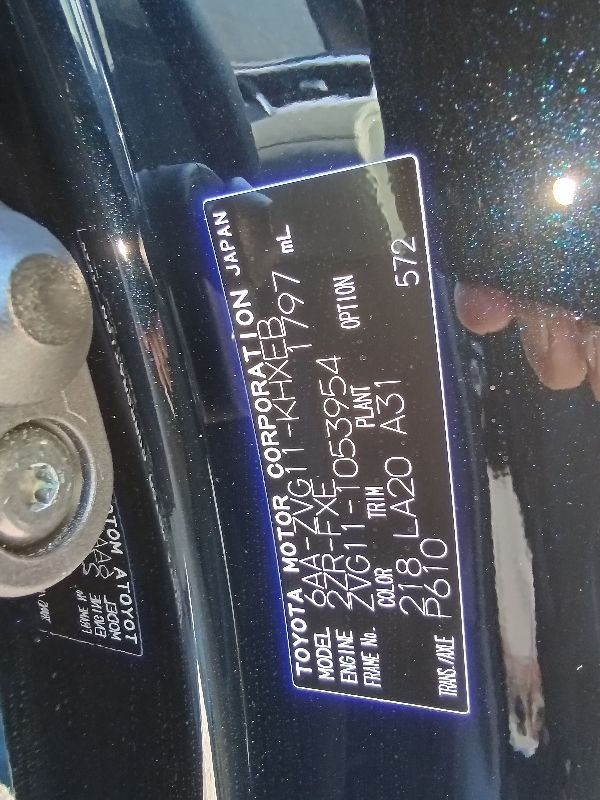 TOYOTA MOTOR CORPORATION JAPAN
MODEL 6AA-ZVG11-KHXEB
ENGINE 2ZR-FXE 1797 mL
FRAME No. ZVG11-1053954
COLOR TRIM PLANT OPTION
218 LA20 A31
TRANS./AXLE P610 572